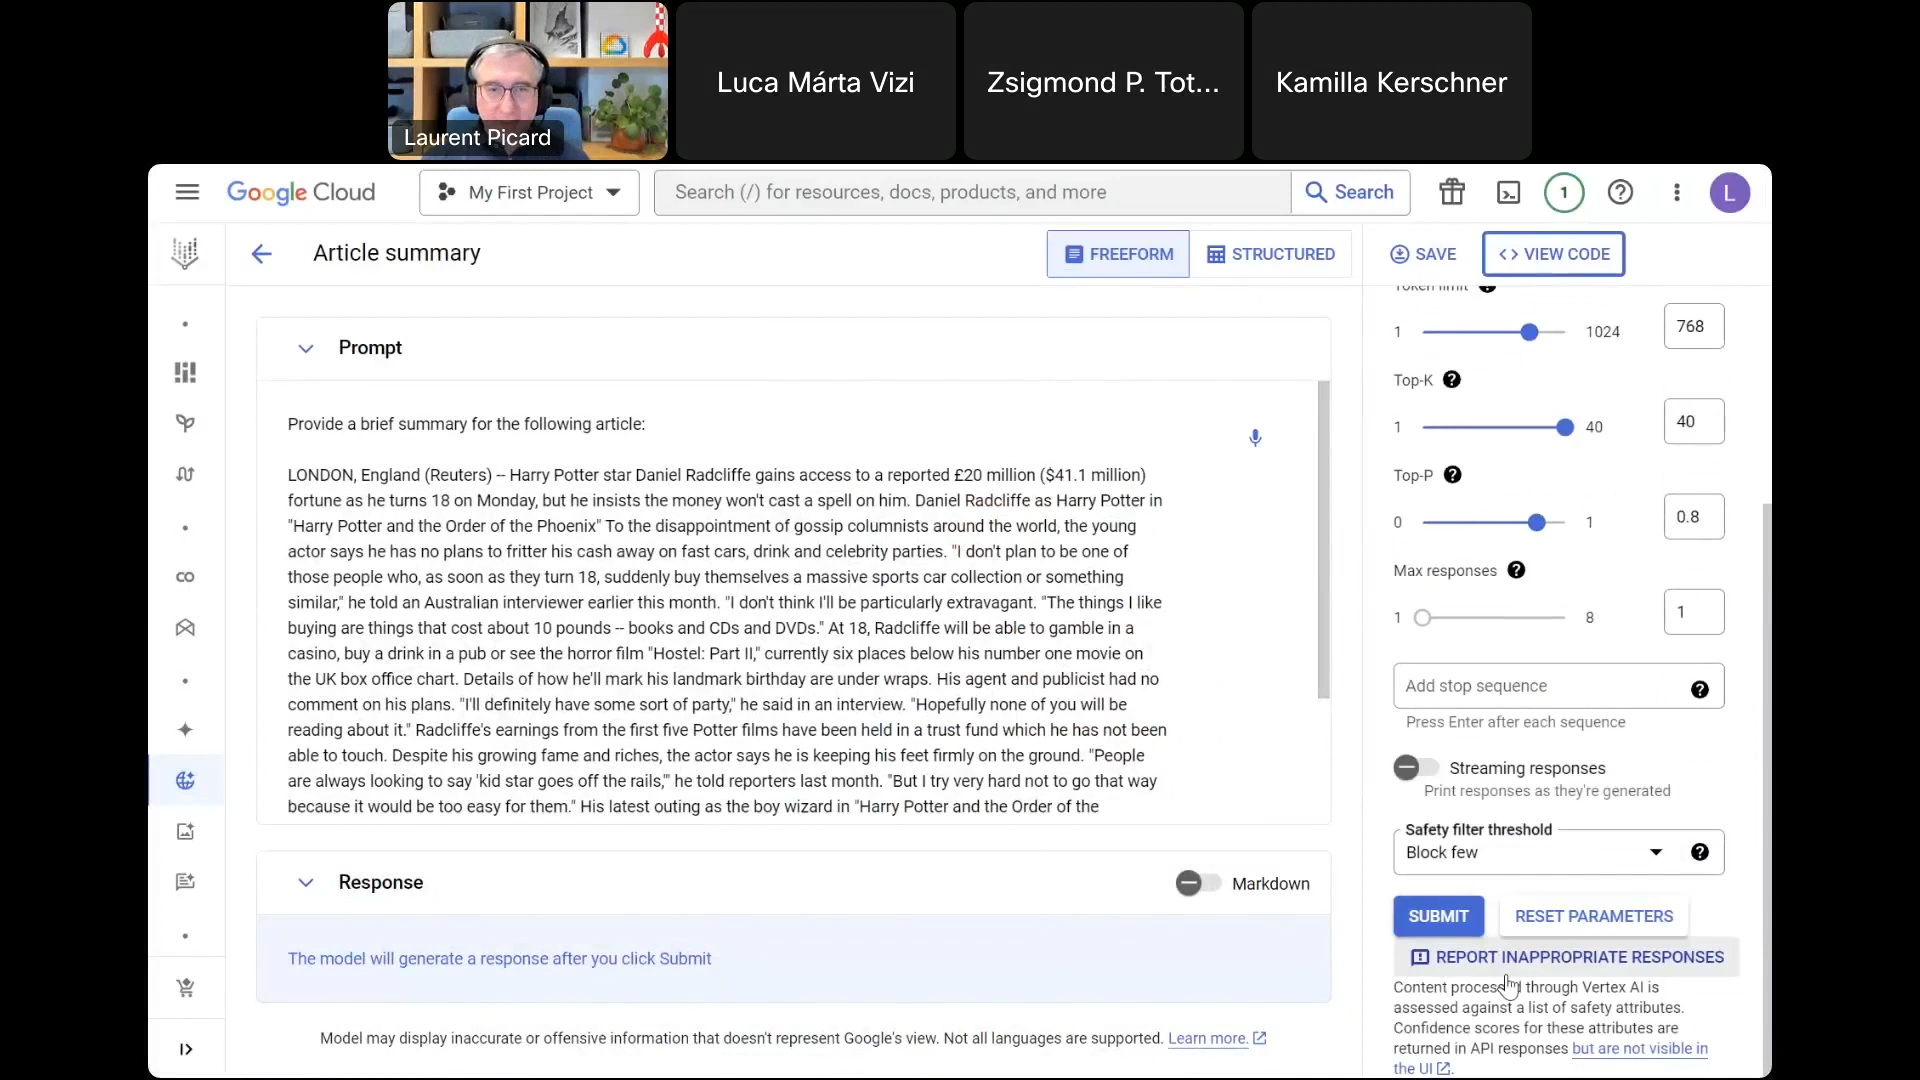 Laurent Picard
Luca Márta Vizi
Zsigmond P. Tot...
Kamilla Kerschner
Google Cloud
My First Project
Search (/) for resources, docs, products, and more
Search
1
L
Article summary
FREEFORM
STRUCTURED
SAVE
<> VIEW CODE
Prompt
Provide a brief summary for the following article:
LONDON, England (Reuters) -- Harry Potter star Daniel Radcliffe gains access to a reported £20 million ($41.1 million)
fortune as he turns 18 on Monday, but he insists the money won't cast a spell on him. Daniel Radcliffe as Harry Potter in
"Harry Potter and the Order of the Phoenix" To the disappointment of gossip columnists around the world, the young
actor says he has no plans to fritter his cash away on fast cars, drink and celebrity parties. "I don't plan to be one of
those people who, as soon as they turn 18, suddenly buy themselves a massive sports car collection or something
similar," he told an Australian interviewer earlier this month. "I don't think I'll be particularly extravagant. "The things I like
buying are things that cost about 10 pounds -- books and CDs and DVDs." At 18, Radcliffe will be able to gamble in a
casino, buy a drink in a pub or see the horror film "Hostel: Part II," currently six places below his number one movie on
the UK box office chart. Details of how he'll mark his landmark birthday are under wraps. His agent and publicist had no
comment on his plans. "I'll definitely have some sort of party," he said in an interview. "Hopefully none of you will be
reading about it." Radcliffe's earnings from the first five Potter films have been held in a trust fund which he has not been
able to touch. Despite his growing fame and riches, the actor says he is keeping his feet firmly on the ground. "People
are always looking to say 'kid star goes off the rails,'" he told reporters last month. "But I try very hard not to go that way
because it would be too easy for them." His latest outing as the boy wizard in "Harry Potter and the Order of the
Response
Markdown
The model will generate a response after you click Submit
Model may display inaccurate or offensive information that doesn't represent Google's view. Not all languages are supported. Learn more.
Token limit
1
1024
768
Top-K
1
40
40
Top-P
0
1
0.8
Max responses
1
8
1
Add stop sequence
Press Enter after each sequence
Streaming responses
Print responses as they're generated
Safety filter threshold
Block few
SUBMIT
RESET PARAMETERS
REPORT INAPPROPRIATE RESPONSES
Content processed through Vertex AI is
assessed against a list of safety attributes.
Confidence scores for these attributes are
returned in API responses but are not visible in
the UI.